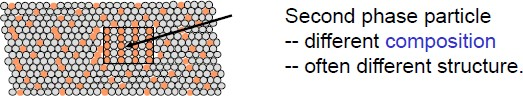 Second phase particle
-- different composition
-- often different structure.